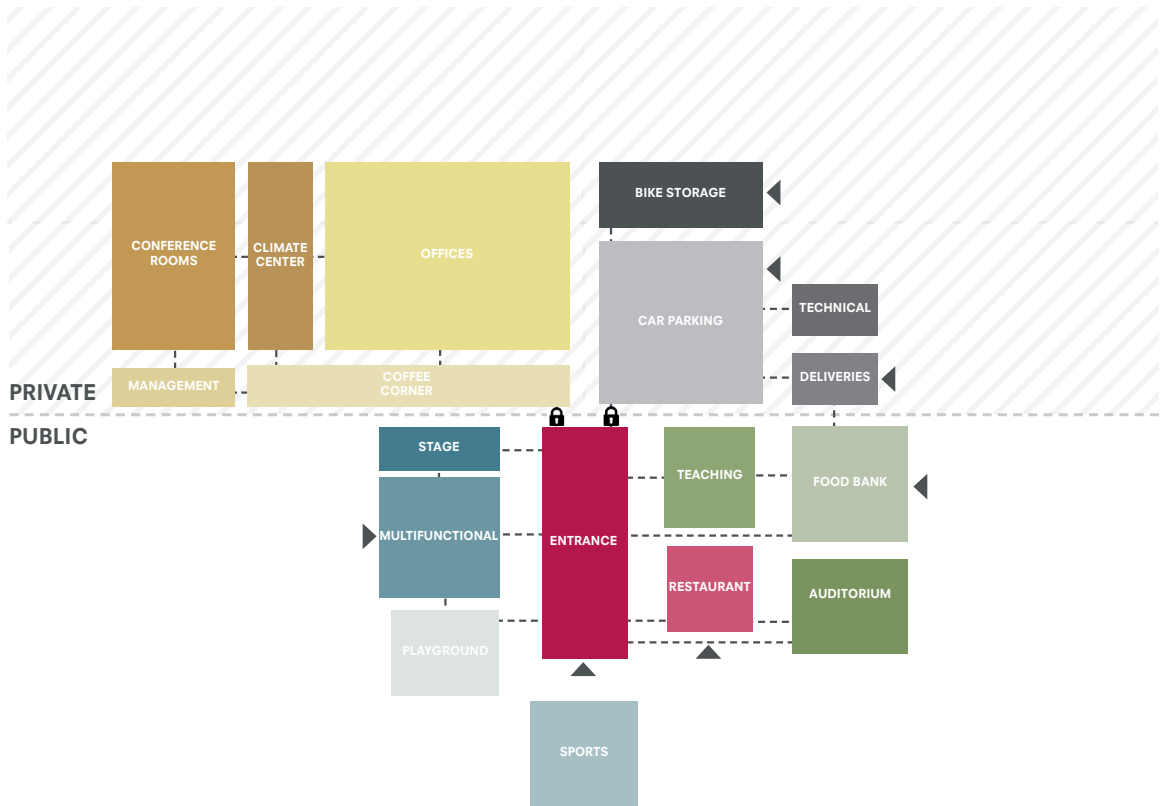 BIKE STORAGE
CONFERENCE
ROOMS
CLIMATE
CENTER
OFFICES
CAR PARKING
TECHNICAL
MANAGEMENT
COFFEE
CORNER
DELIVERIES
PRIVATE
PUBLIC
STAGE
TEACHING
FOOD BANK
MULTIFUNCTIONAL
ENTRANCE
RESTAURANT
AUDITORIUM
PLAYGROUND
SPORTS